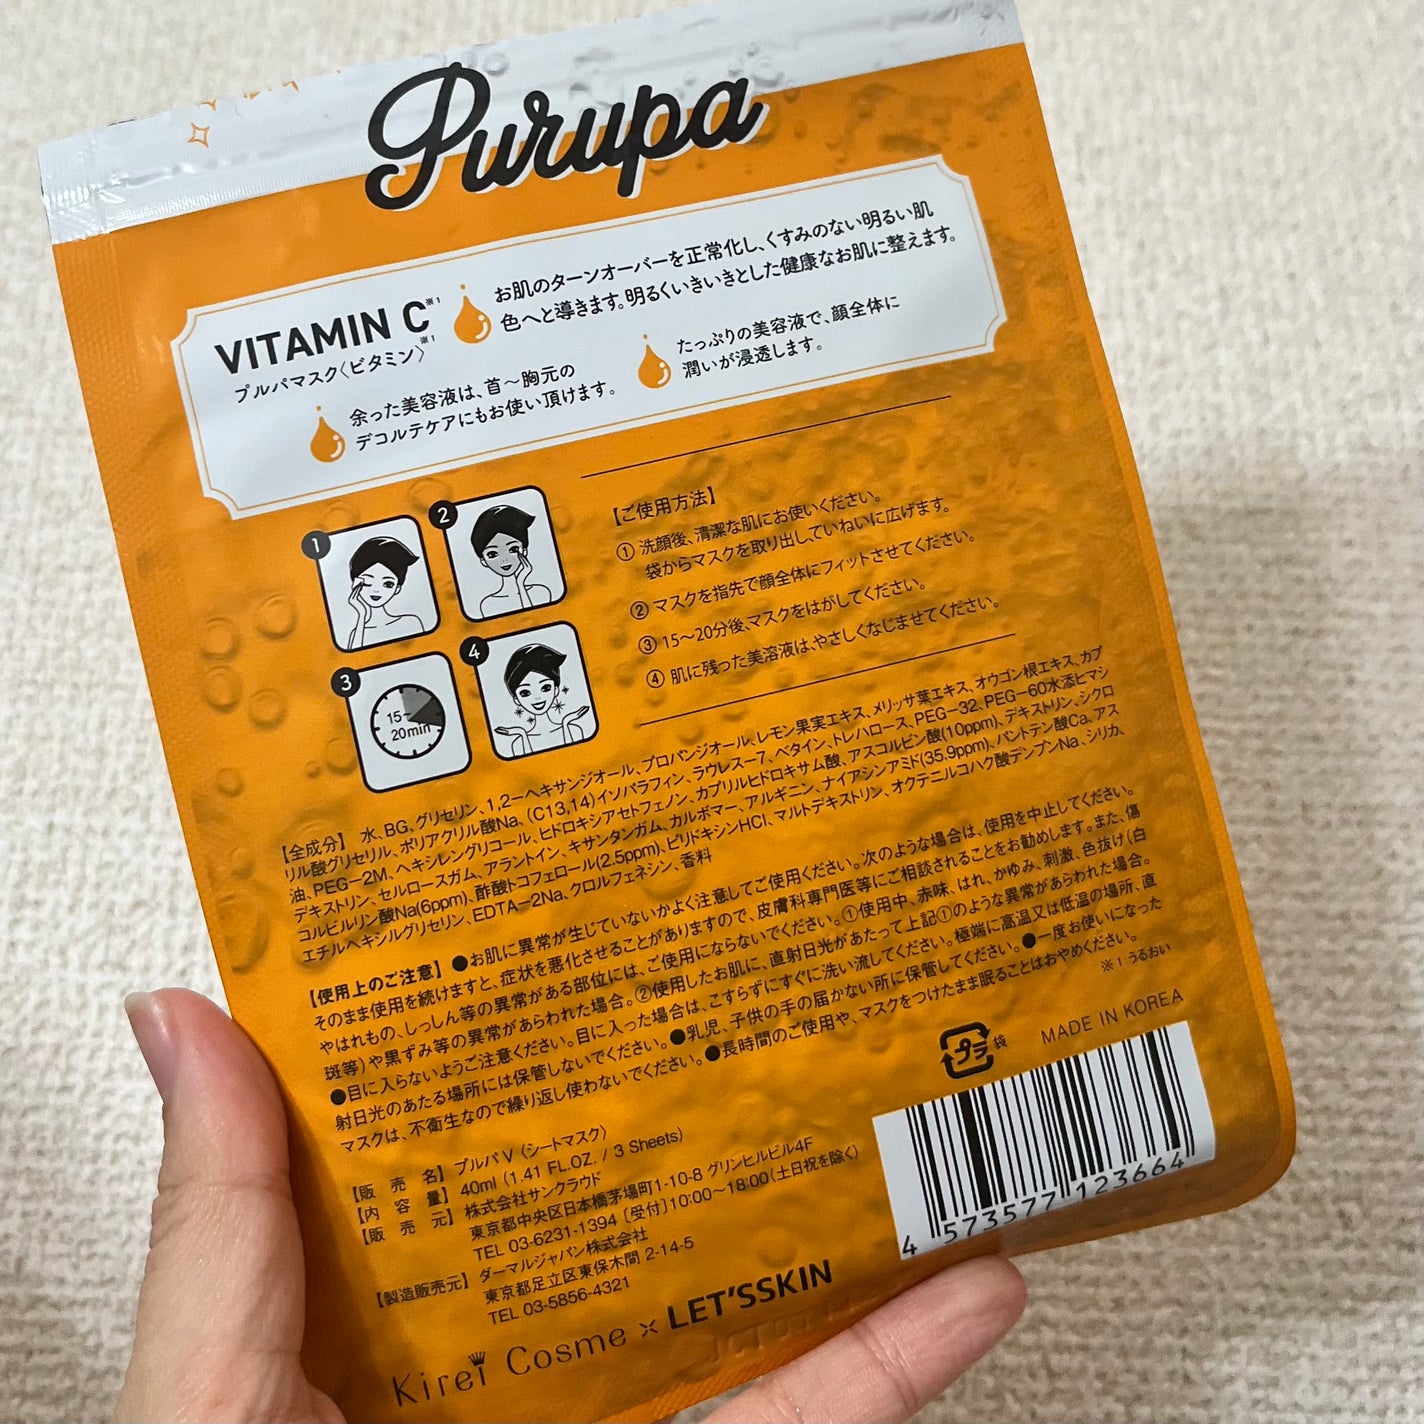 Purupa
VITAMIN C※1
プルパマスク〈ビタミン〉※1
お肌のターンオーバーを正常化し、くすみのない明るい肌
色へと導きます。明るくいきいきとした健康なお肌に整えます。
余った美容液は、首〜胸元の
デコルテケアにもお使い頂けます。
たっぷりの美容液で、顔全体に
潤いが浸透します。
1
2
3
4
15〜
20min
【ご使用方法】
① 洗顔後、清潔な肌にお使いください。
袋からマスクを取り出し、ていねいに広げます。
② マスクを指先で顔全体にフィットさせてください。
③ 15〜20分後、マスクをはがしてください。
④ 肌に残った美溶液は、やさしくなじませてください。
【全成分】 水、BG、グリセリン、1,2−ヘキサンジオール、プロパンジオール、レモン果実エキス、メリッサ葉エキス、オウゴン根エキス、カプ
リル酸グリセリル、ポリアクリル酸Na、(C13,14)イソパラフィン、ラウレス−7、ベタイン、トレハロース、PEG−32、PEG−60水添ヒマシ
油、PEG−2M、ヘキシレングリコール、ヒドロキシアセトフェノン、カプリルヒドロキサム酸、アスコルビン酸(10ppm)、デキストリン、シクロ
デキストリン、セルロースガム、アラントイン、キサンタンガム、カルボマー、アルギニン、ナイアシンアミド(35.9ppm)、パントテン酸Ca、アス
コルビルリン酸Na(6ppm)、酢酸トコフェロール(2.5ppm)、ピリドキシンHCl、マルトデキストリン、オクテニルコハク酸デンプンNa、シリカ、
エチルヘキシルグリセリン、EDTA−2Na、クロルフェネシン、香料
【使用上のご注意】 ●お肌に異常が生じていないかよく注意してご使用ください。次のような場合は、使用を中止してください。
そのまま使用を続けますと、症状を悪化させることがありますので、皮膚科専門医等にご相談されることをお勧めします。また、傷
やはれもの、しっしん等の異常がある部位には、ご使用にならないでください。①使用中、赤味、はれ、かゆみ、刺激、色抜け（白
斑等）や黒ずみ等の異常があらわれた場合。②使用したお肌に、直射日光があたって上記①のような異常があらわれた場合。
●目に入らないようご注意ください。目に入った場合は、こすらずにすぐに洗い流してください。極端に高温又は低温の場所、直
射日光のあたる場所には保管しないでください。●乳児、子供の手の届かない所に保管してください。●一度お使いになった
マスクは、不衛生なので繰り返し使わないでください。●長時間のご使用や、マスクをつけたまま眠ることはおやめください。
※1:うるおい
プラ 袋
MADE IN KOREA
【販売名】 プルパ V〈シートマスク〉
【内容量】 40ml (1.41 FL.OZ. / 3 Sheets)
【販売元】 株式会社サンクラウド
東京都中央区日本橋茅場町1-10-8 グリンヒルビル4F
TEL 03-6231-1394〔受付〕10:00〜18:00(土日祝を除く)
【製造販売元】 ダーマルジャパン株式会社
東京都足立区東保木間 2-14-5
TEL 03-5856-4321
4 573577 123664
Kirei Cosme × LET'SSKIN